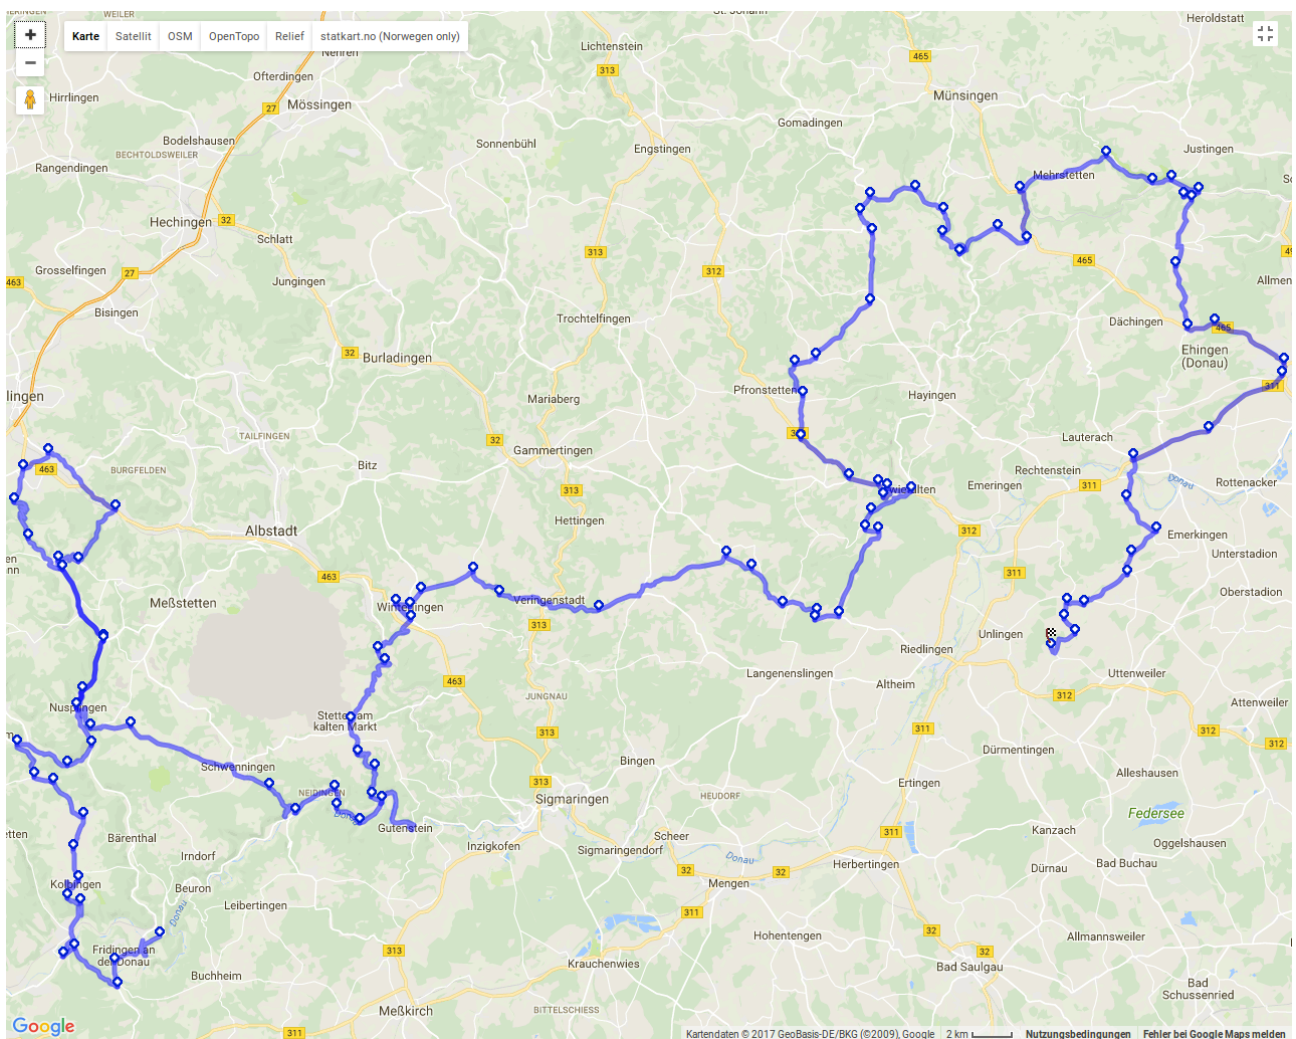 ERINGEN
WEILER
St. Johann
Heroldstatt
Karte Satellit OSM OpenTopo Relief statkart.no (Norwegen only)
Nehren
Lichtenstein
313
465
Ofterdingen
Hirrlingen
27
Mössingen
Münsingen
Gomadingen
Bodelshausen
BECHTOLDSWEILER
Sonnenbühl
Engstingen
Justingen
Rangendingen
Mehrstetten
Hechingen
32
Schlatt
313
465
Grosselfingen
27
312
463
Jungingen
Allmen
Bisingen
Trochtelfingen
Dächingen
465
32
Burladingen
Ehingen
(Donau)
311
Pfronstetten
Hayingen
lingen
Mariaberg
TAILFINGEN
32
Lauterach
Gammertingen
463
BURGFELDEN
Bitz
Rechtenstein
313
Emeringen
311
Donau
Rottenacker
Hettingen
Albstadt
312
Emerkingen
Unterstadion
463
311
Meßstetten
Veringenstadt
Oberstadion
Winterlingen
313
Unlingen
Riedlingen
Langenenslingen
Uttenweiler
463
Altheim
JUNGNAU
312
Nusplingen
Attenweiler
Stetten am
kalten Markt
313
311
312
312
Dürmentingen
Schwenningen
Bingen
Alleshausen
313
Ertingen
NEIDINGEN
Sigmaringen
HEUDORF
Federsee
Gutenstein
etten
Bärenthal
Scheer
311
Kanzach
Oggelshausen
Inzigkofen
Sigmaringendorf
Irndorf
Donau
Herbertingen
Dürnau
Bad Buchau
Kolbingen
Beuron
32
32
Mengen
Leibertingen
Donau
311
Fridingen an
der Donau
313
32
Hohentengen
Allmannsweiler
32
Buchheim
Krauchenwies
Bad Saulgau
Bad
Schussenried
Meßkirch
BITTELSCHIESS
Google
311
Kartendaten © 2017 GeoBasis-DE/BKG (©2009), Google 2 km Nutzungsbedingungen Fehler bei Google Maps melden